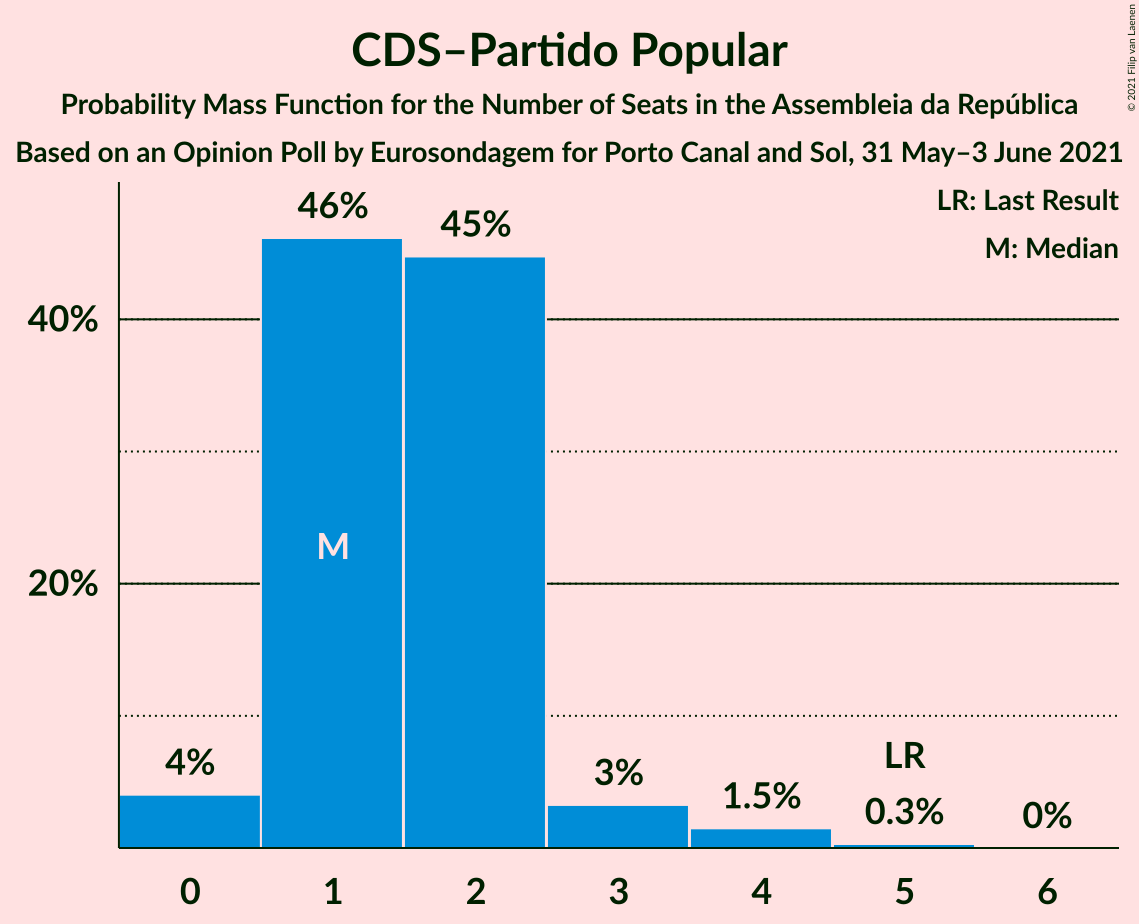 CDS–Partido Popular
Probability Mass Function for the Number of Seats in the Assembleia da República
Based on an Opinion Poll by Eurosondagem for Porto Canal and Sol, 31 May–3 June 2021
© 2021 Filip van Laenen
LR: Last Result
M: Median
46%
45%
40%
M
20%
4%
3%
1.5%
LR
0.3%
0%
0 1 2 3 4 5 6